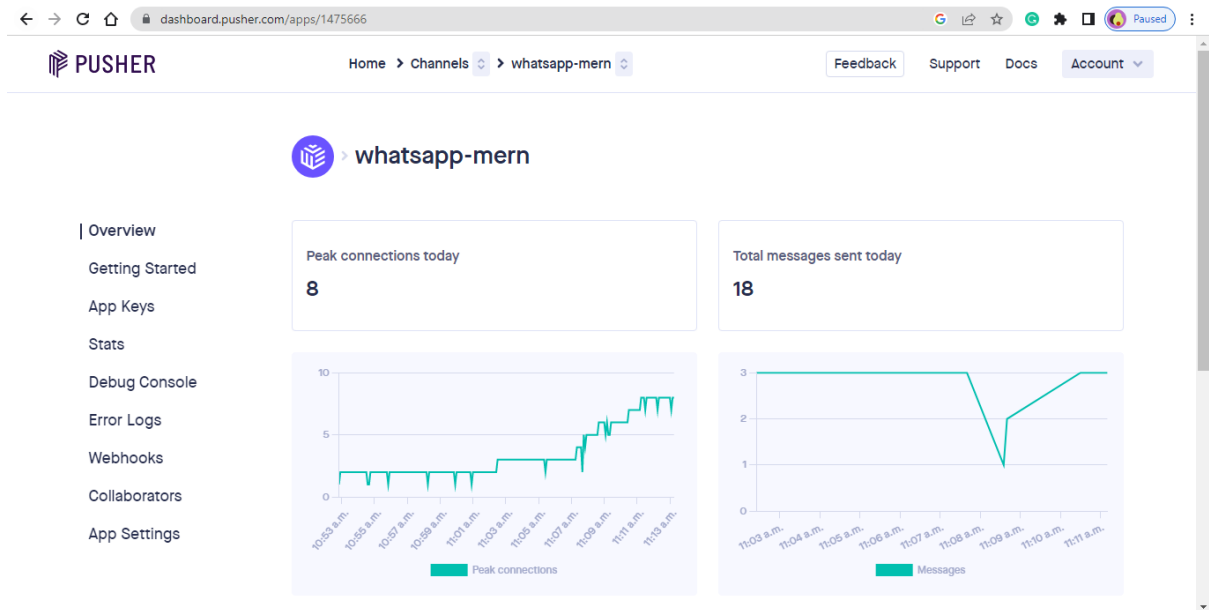 dashboard.pusher.com/apps/1475666
Paused
PUSHER
Home > Channels > whatsapp-mern
Feedback
Support
Docs
Account
> whatsapp-mern
Overview
Getting Started
App Keys
Stats
Debug Console
Error Logs
Webhooks
Collaborators
App Settings
Peak connections today
8
Total messages sent today
18
10
5
0
10:53 a.m. 10:55 a.m. 10:57 a.m. 10:59 a.m. 11:01 a.m. 11:03 a.m. 11:05 a.m. 11:07 a.m. 11:09 a.m. 11:11 a.m. 11:13 a.m.
Peak connections
3
2
1
0
11:03 a.m. 11:04 a.m. 11:05 a.m. 11:06 a.m. 11:07 a.m. 11:08 a.m. 11:09 a.m. 11:10 a.m. 11:11 a.m.
Messages